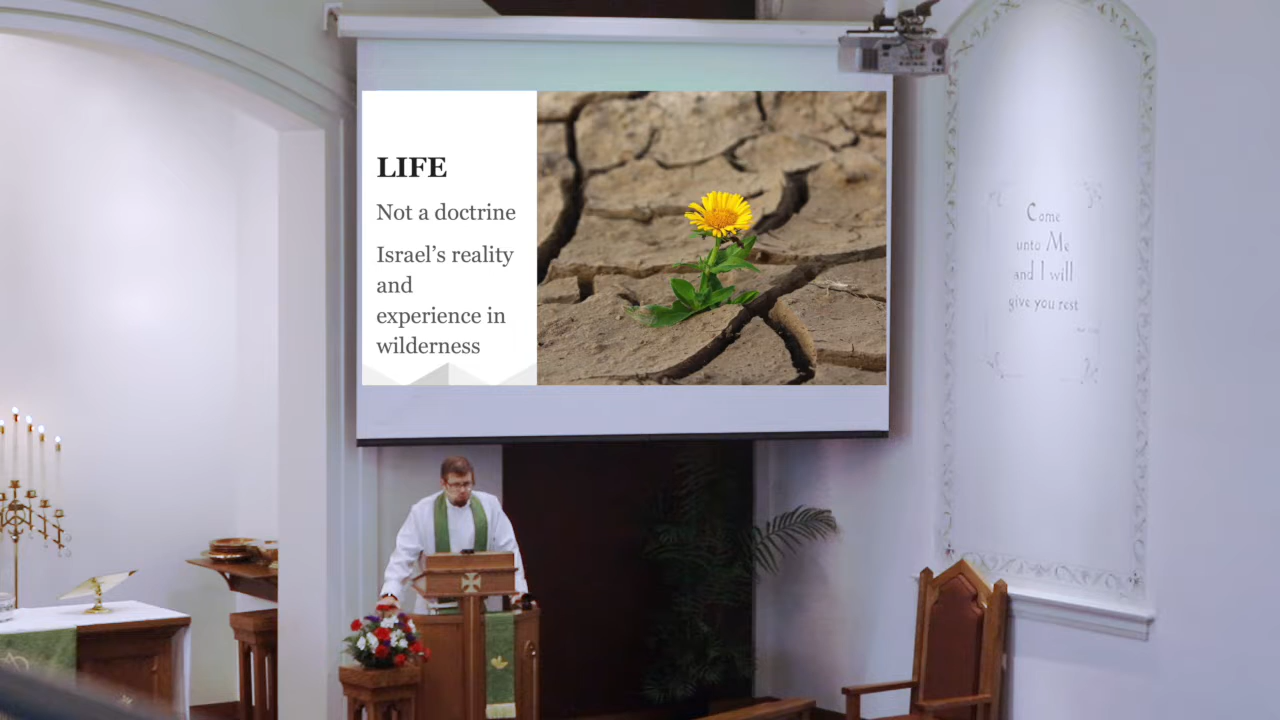 LIFE
Not a doctrine
Israel’s reality
and
experience in
wilderness
Come
unto Me
and I will
give you rest